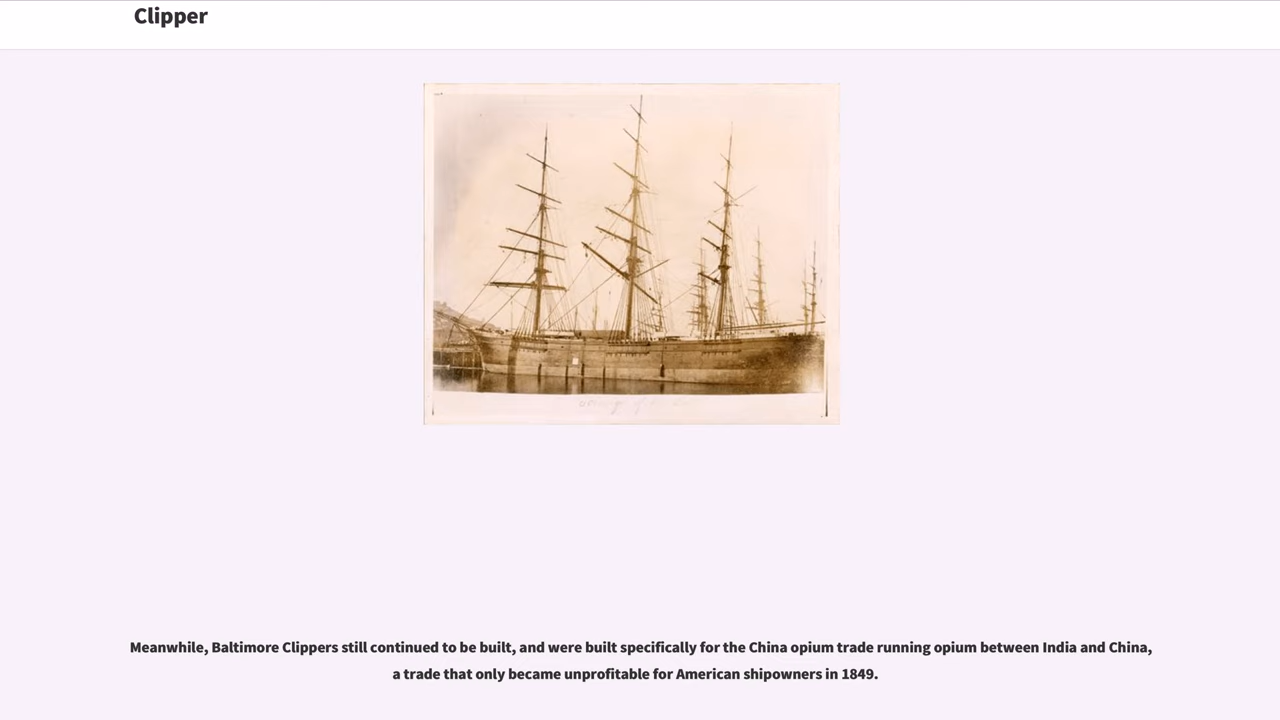 Clipper
Meanwhile, Baltimore Clippers still continued to be built, and were built specifically for the China opium trade running opium between India and China,
a trade that only became unprofitable for American shipowners in 1849.